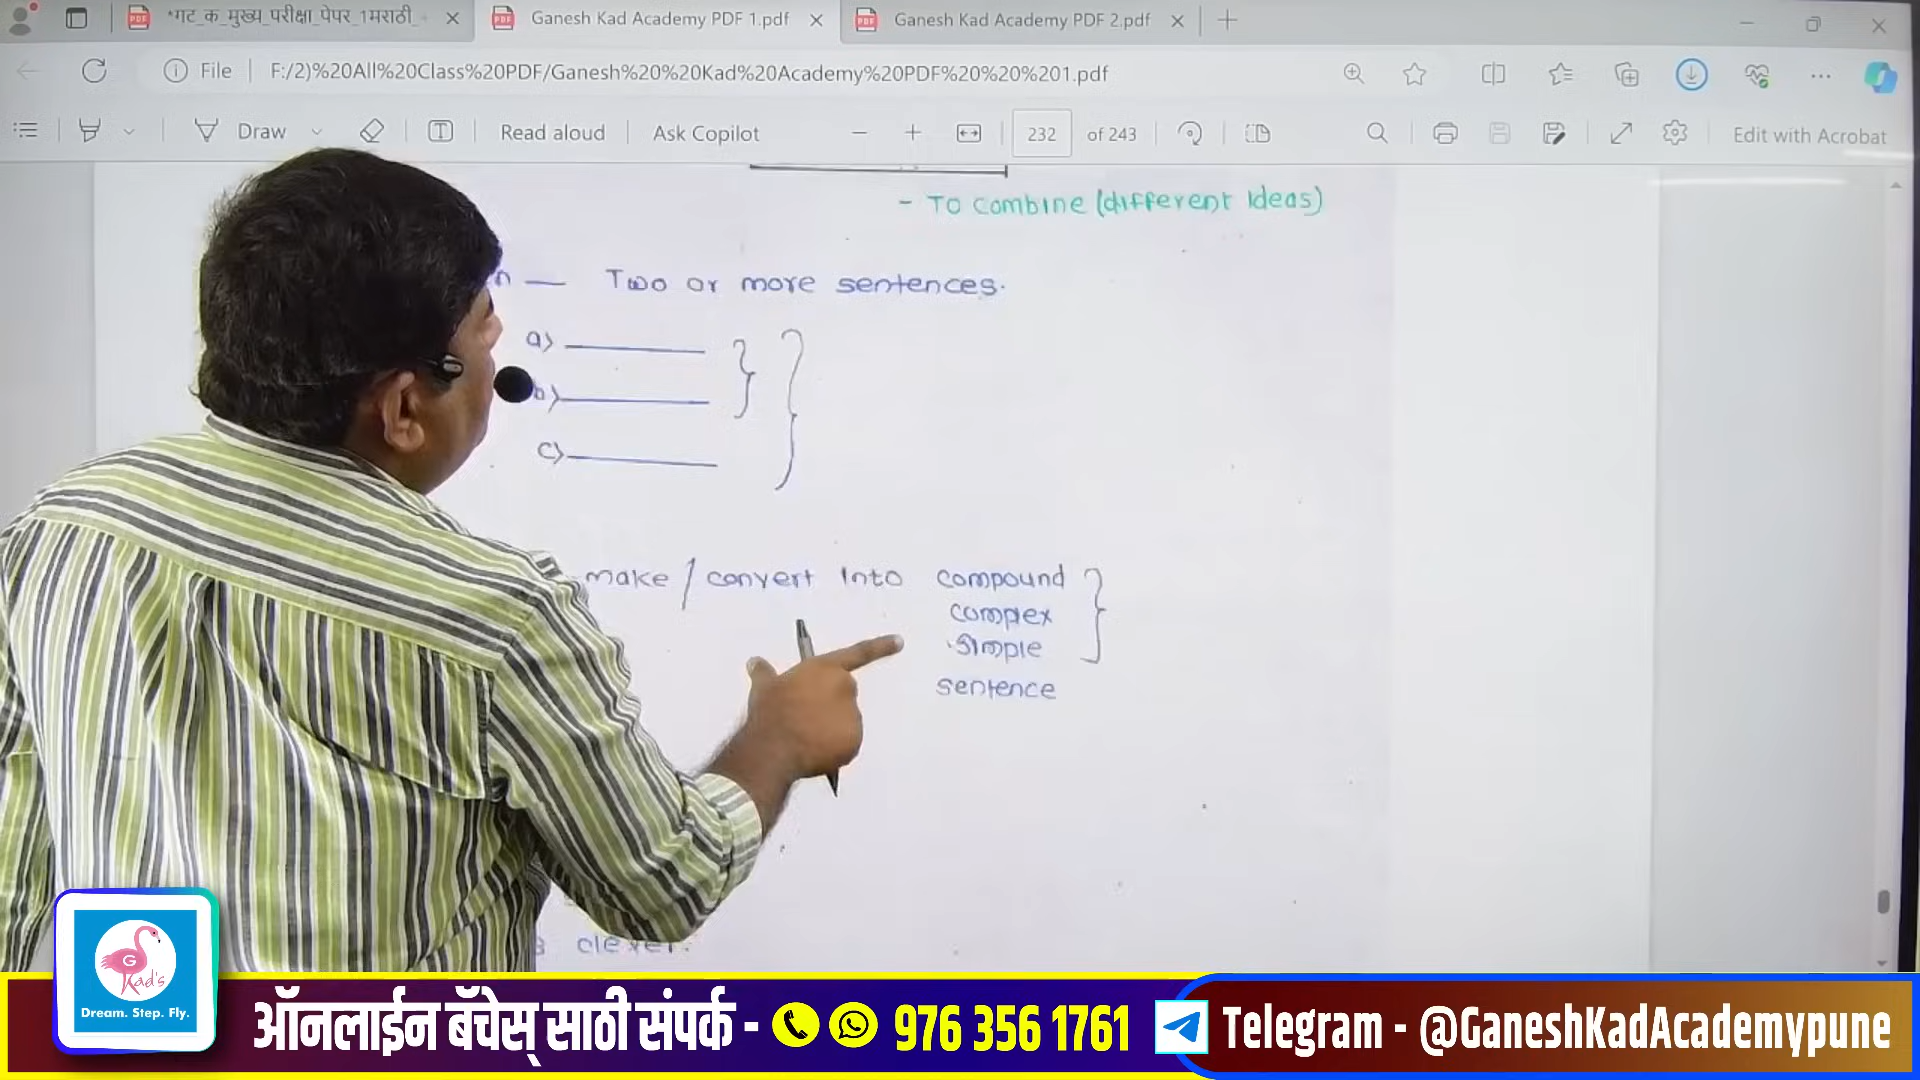 *गट_क_मुख्य_परीक्षा_पेपर_1मराठी_
Ganesh Kad Academy PDF 1.pdf
Ganesh Kad Academy PDF 2.pdf
File
F:/2)%20All%20Class%20PDF/Ganesh%20%20Kad%20Academy%20PDF%20%20%201.pdf
Draw
Read aloud
Ask Copilot
232
of 243
Edit with Acrobat
- To combine (different Ideas)
— Two or more sentences.
a)
b)
c)
make / convert into compound
complex
simple
sentence
clever.
G
Kad's
Dream. Step. Fly.
ऑनलाईन बॅचेस् साठी संपर्क - 976 356 1761
Telegram - @GaneshKadAcademypune